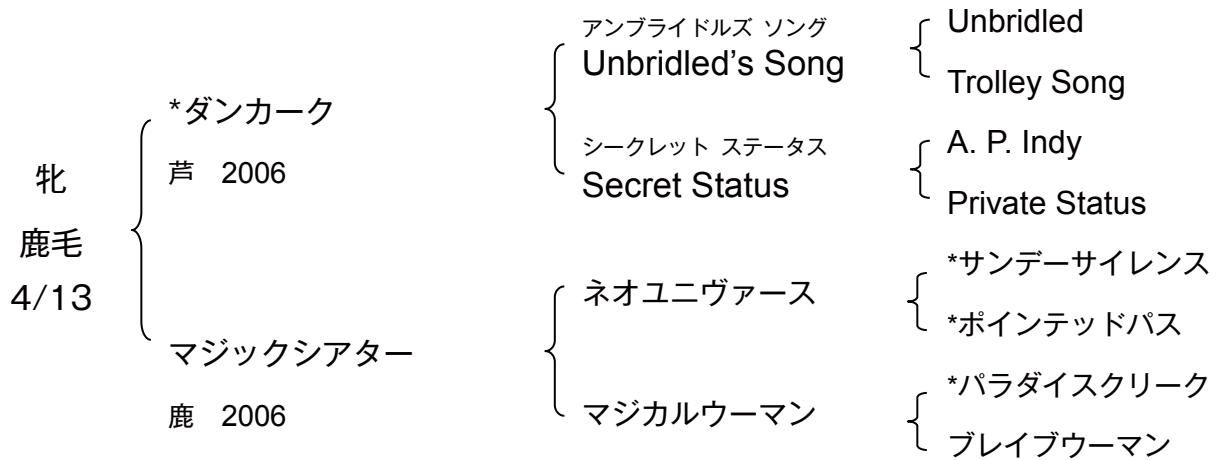 牝
鹿毛
4/13
*ダンカーク
芦 2006
マジックシアター
鹿 2006
アンブライドルズ ソング
Unbridled's Song
シークレット ステータス
Secret Status
ネオユニヴァース
マジカルウーマン
Unbridled
Trolley Song
A. P. Indy
Private Status
*サンデーサイレンス
*ポインテッドパス
*パラダイスクリーク
ブレイブウーマン